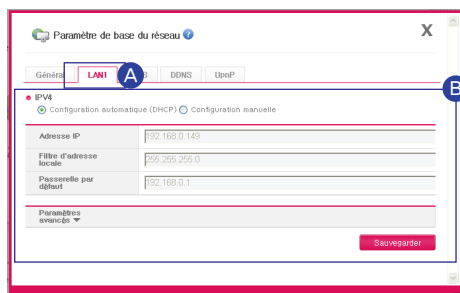 Paramètre de base du réseau ?
X
Général LAN1 A S DDNS UpnP
B
IPV4
Configuration automatique (DHCP) Configuration manuelle
Adresse IP 192.168.0.149
Filtre d'adresse locale 255.255.255.0
Passerelle par défaut 192.168.0.1
Paramètres avancés ▼
Sauvegarder